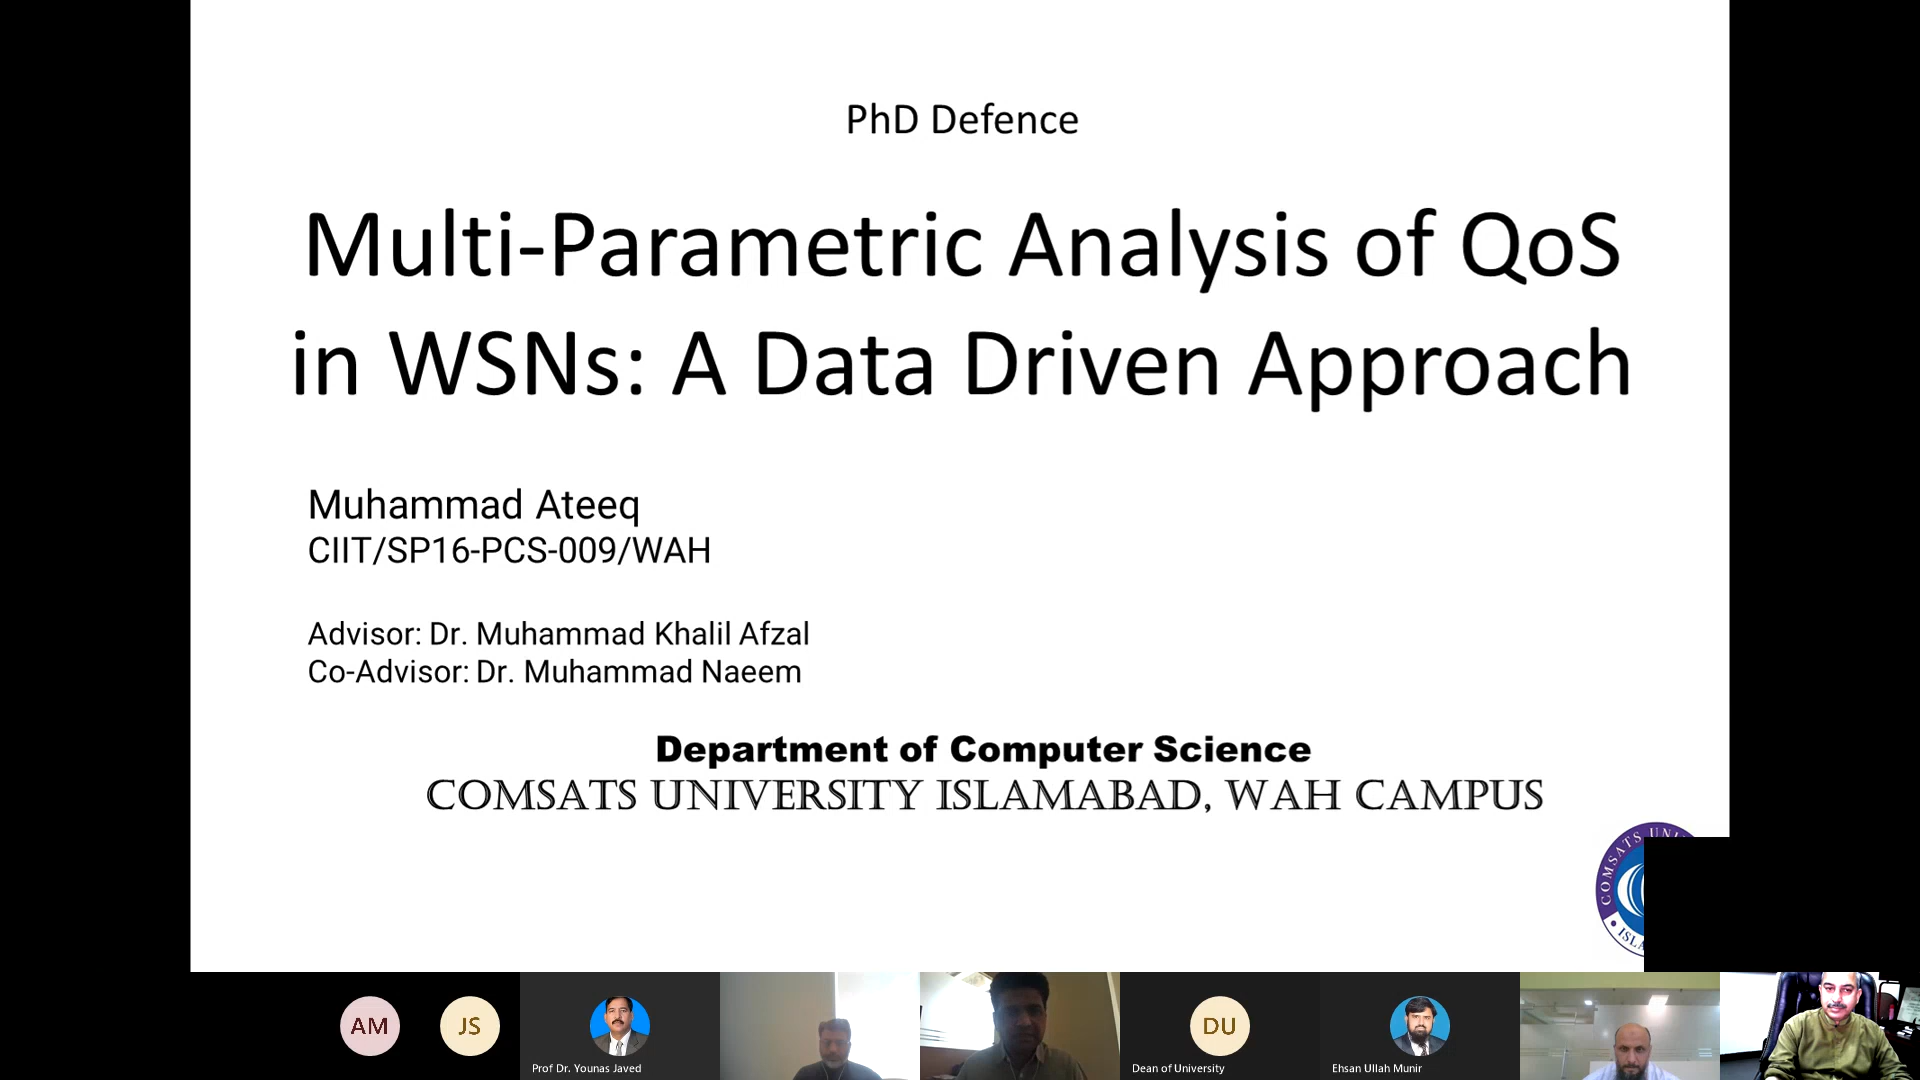 PhD Defence
Multi-Parametric Analysis of QoS
in WSNs: A Data Driven Approach
Muhammad Ateeq
CIIT/SP16-PCS-009/WAH
Advisor: Dr. Muhammad Khalil Afzal
Co-Advisor: Dr. Muhammad Naeem
Department of Computer Science
COMSATS UNIVERSITY ISLAMABAD, WAH CAMPUS
COMSATS
AM
JS
Prof Dr. Younas Javed
DU
Dean of University
Ehsan Ullah Munir